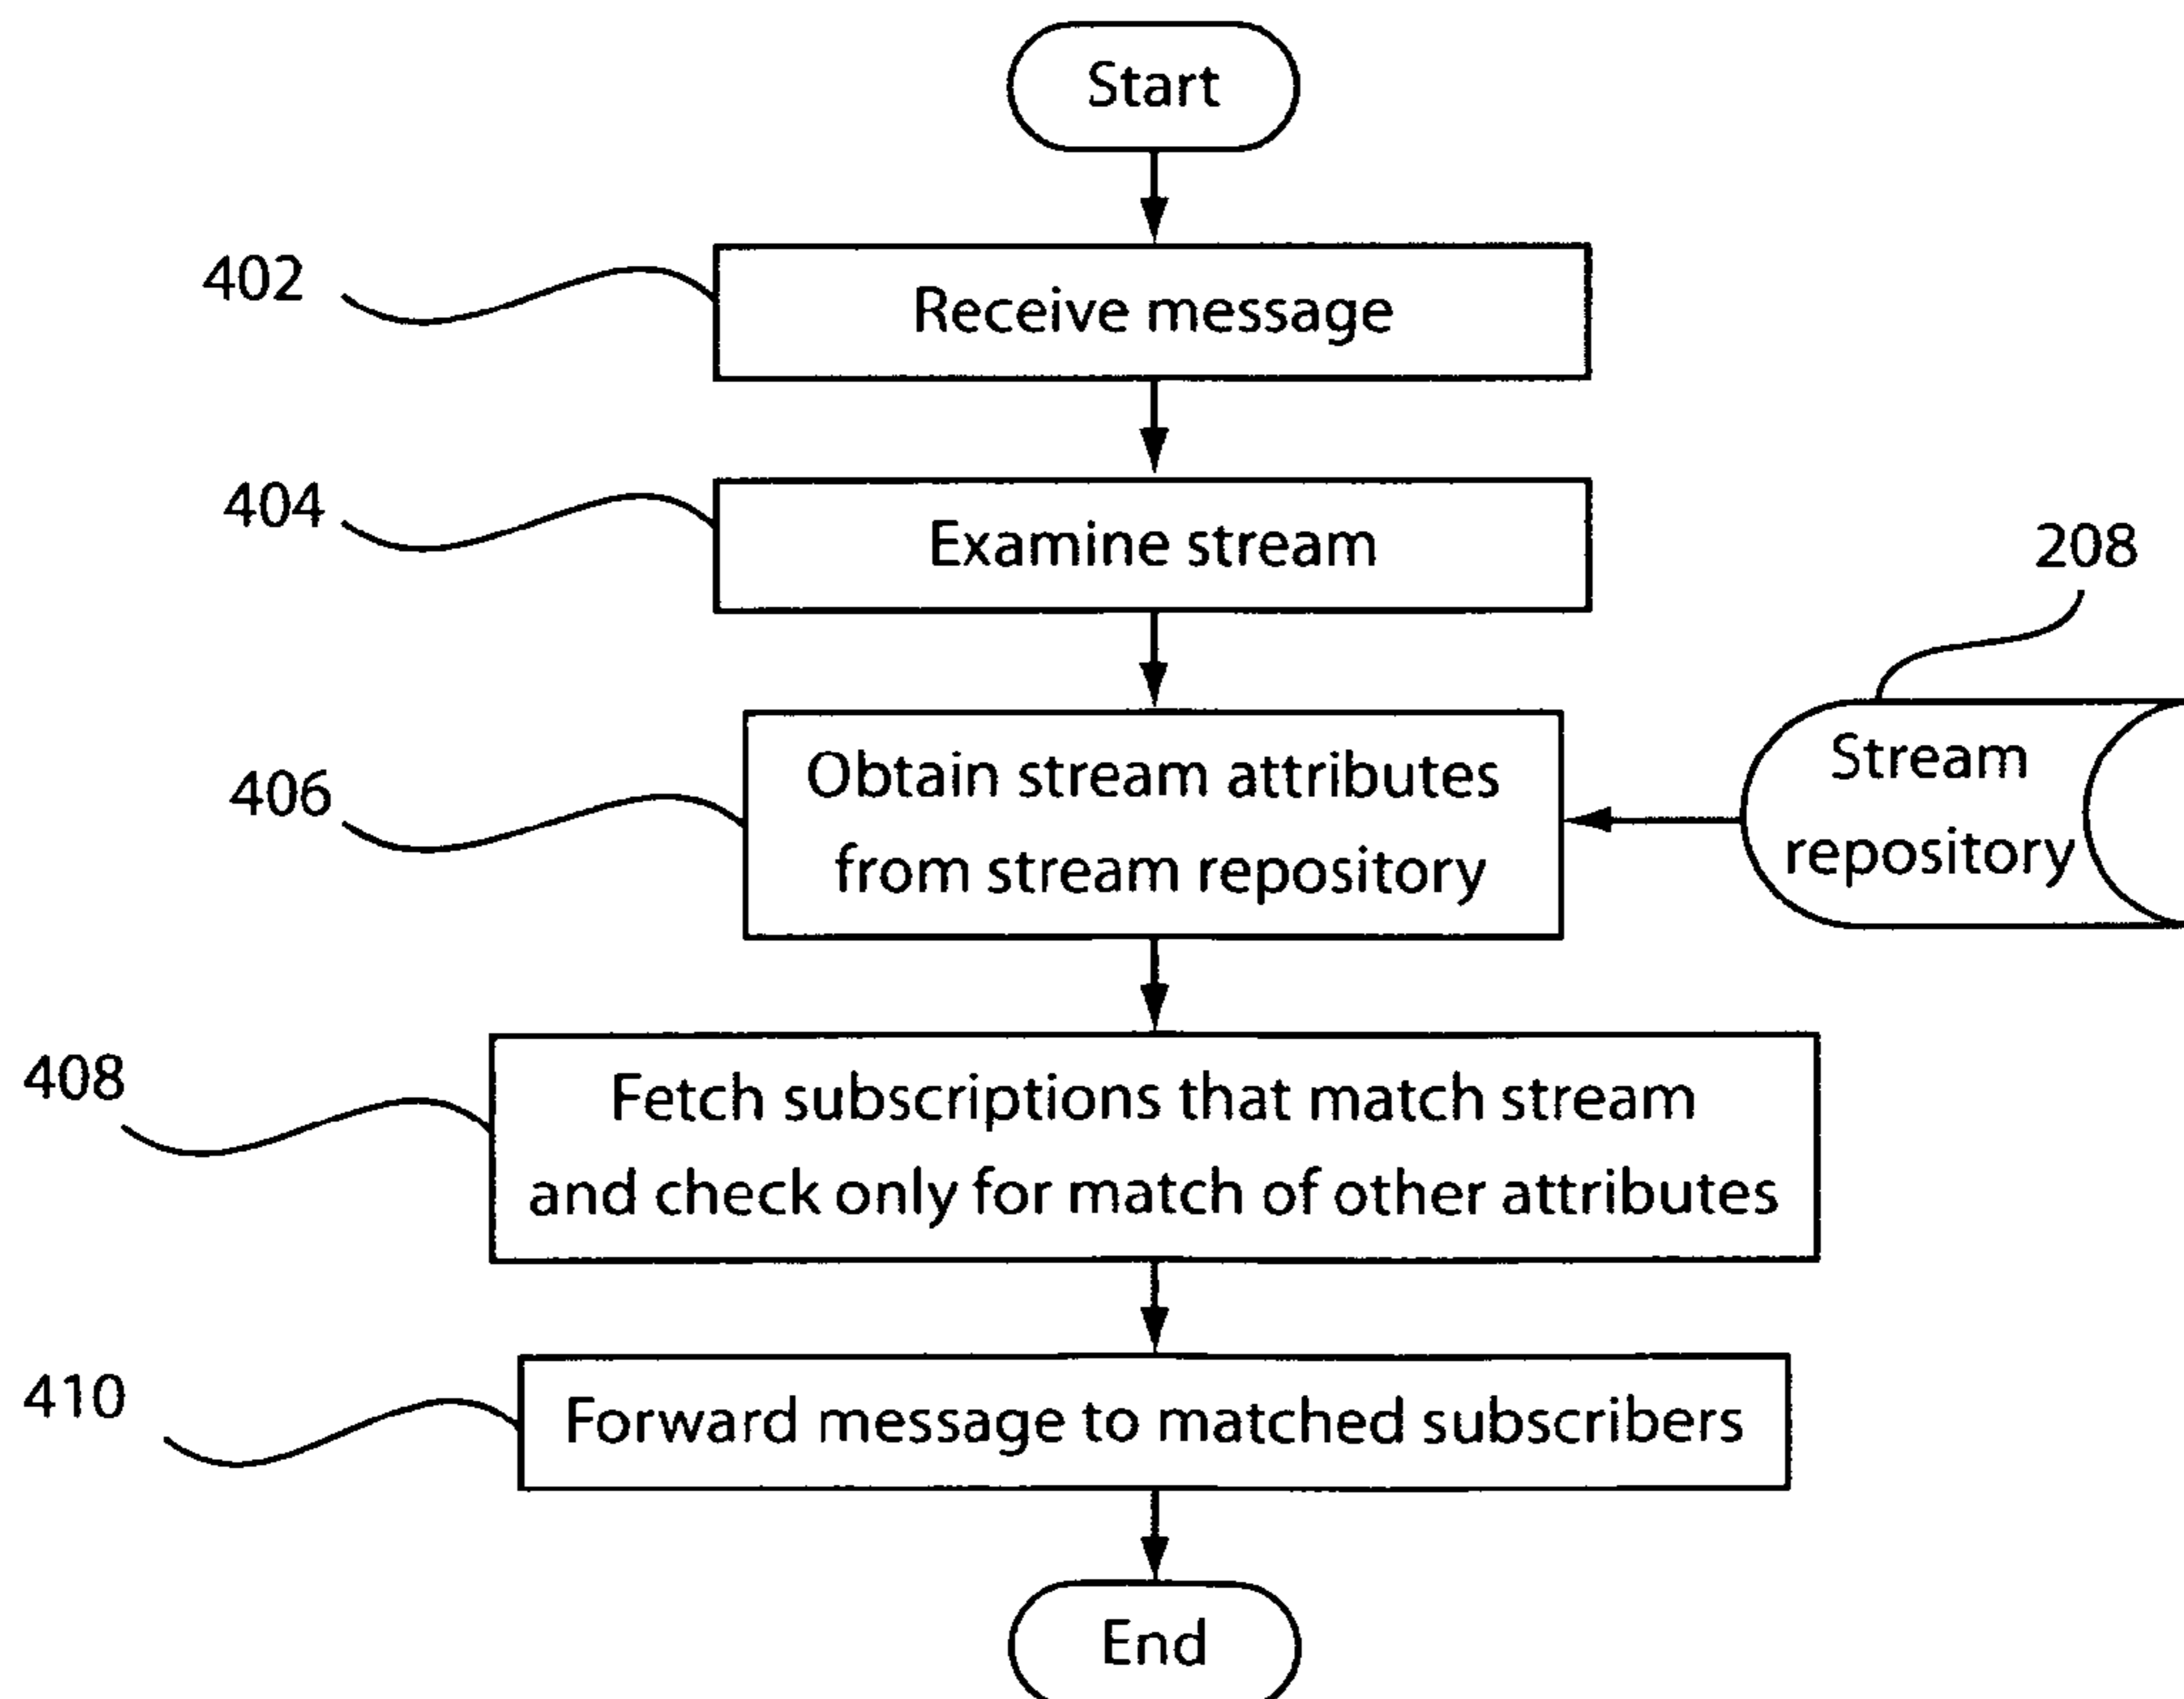 Start
402
Receive message
404
Examine stream
208
406
Obtain stream attributes
from stream repository
Stream
repository
408
Fetch subscriptions that match stream
and check only for match of other attributes
410
Forward message to matched subscribers
End